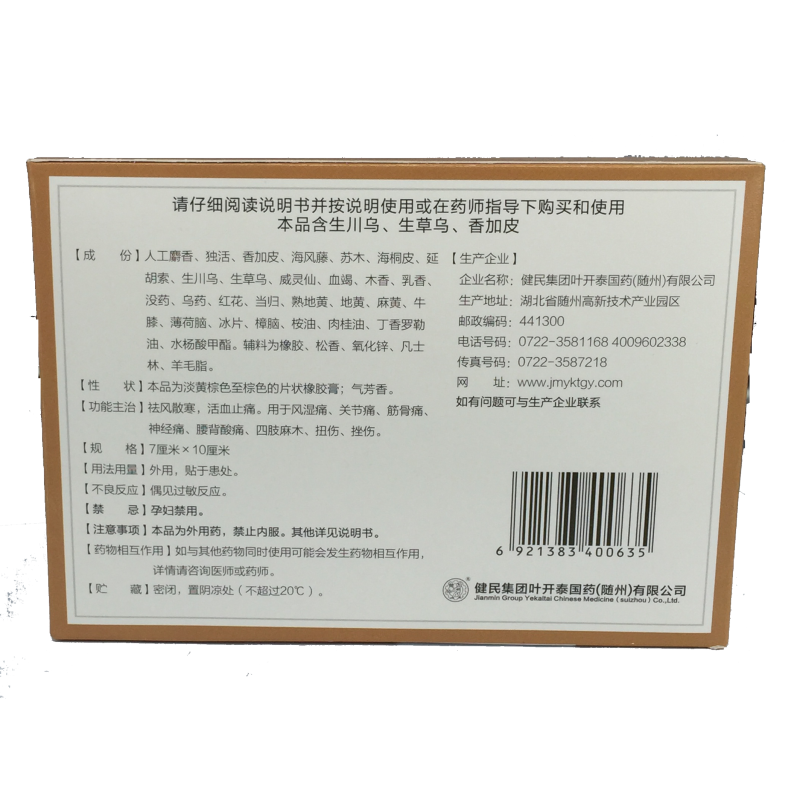 请仔细阅读说明书并按说明使用或在药师指导下购买和使用
本品含生川乌、生草乌、香加皮
【成　份】人工麝香、独活、香加皮、海风藤、苏木、海桐皮、延
胡索、生川乌、生草乌、威灵仙、血竭、木香、乳香、
没药、乌药、红花、当归、熟地黄、地黄、麻黄、牛
膝、薄荷脑、冰片、樟脑、桉油、肉桂油、丁香罗勒
油、水杨酸甲酯。辅料为橡胶、松香、氧化锌、凡士
林、羊毛脂。
【性　状】本品为淡黄棕色至棕色的片状橡胶膏；气芳香。
【功能主治】祛风散寒，活血止痛。用于风湿痛、关节痛、筋骨痛、
神经痛、腰背酸痛、四肢麻木、扭伤、挫伤。
【规　格】7厘米×10厘米
【用法用量】外用，贴于患处。
【不良反应】偶见过敏反应。
【禁　忌】孕妇禁用。
【注意事项】本品为外用药，禁止内服。其他详见说明书。
【药物相互作用】如与其他药物同时使用可能会发生药物相互作用，
详情请咨询医师或药师。
【贮　藏】密闭，置阴凉处（不超过20℃）。
【生产企业】
企业名称：健民集团叶开泰国药(随州)有限公司
生产地址：湖北省随州高新技术产业园区
邮政编码：441300
电话号码：0722-3581168 4009602338
传真号码：0722-3587218
网　址：www.jmyktgy.com
如有问题可与生产企业联系
6 921383 400635
健民集团叶开泰国药(随州)有限公司
Jianmin Group Yekaitai Chinese Medicine (suizhou) Co.,Ltd.